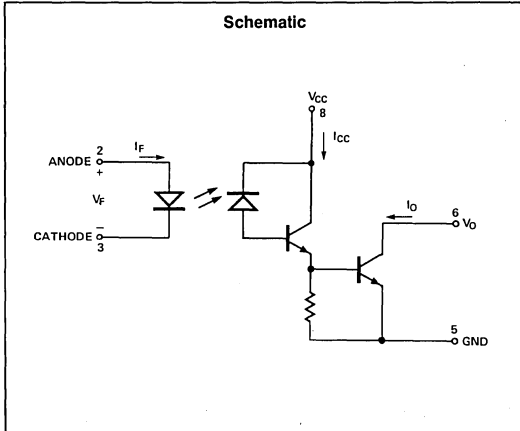 Schematic
VCC
8
ICC
IF
2
ANODE
+
VF
CATHODE
−
3
IO
6
VO
5
GND